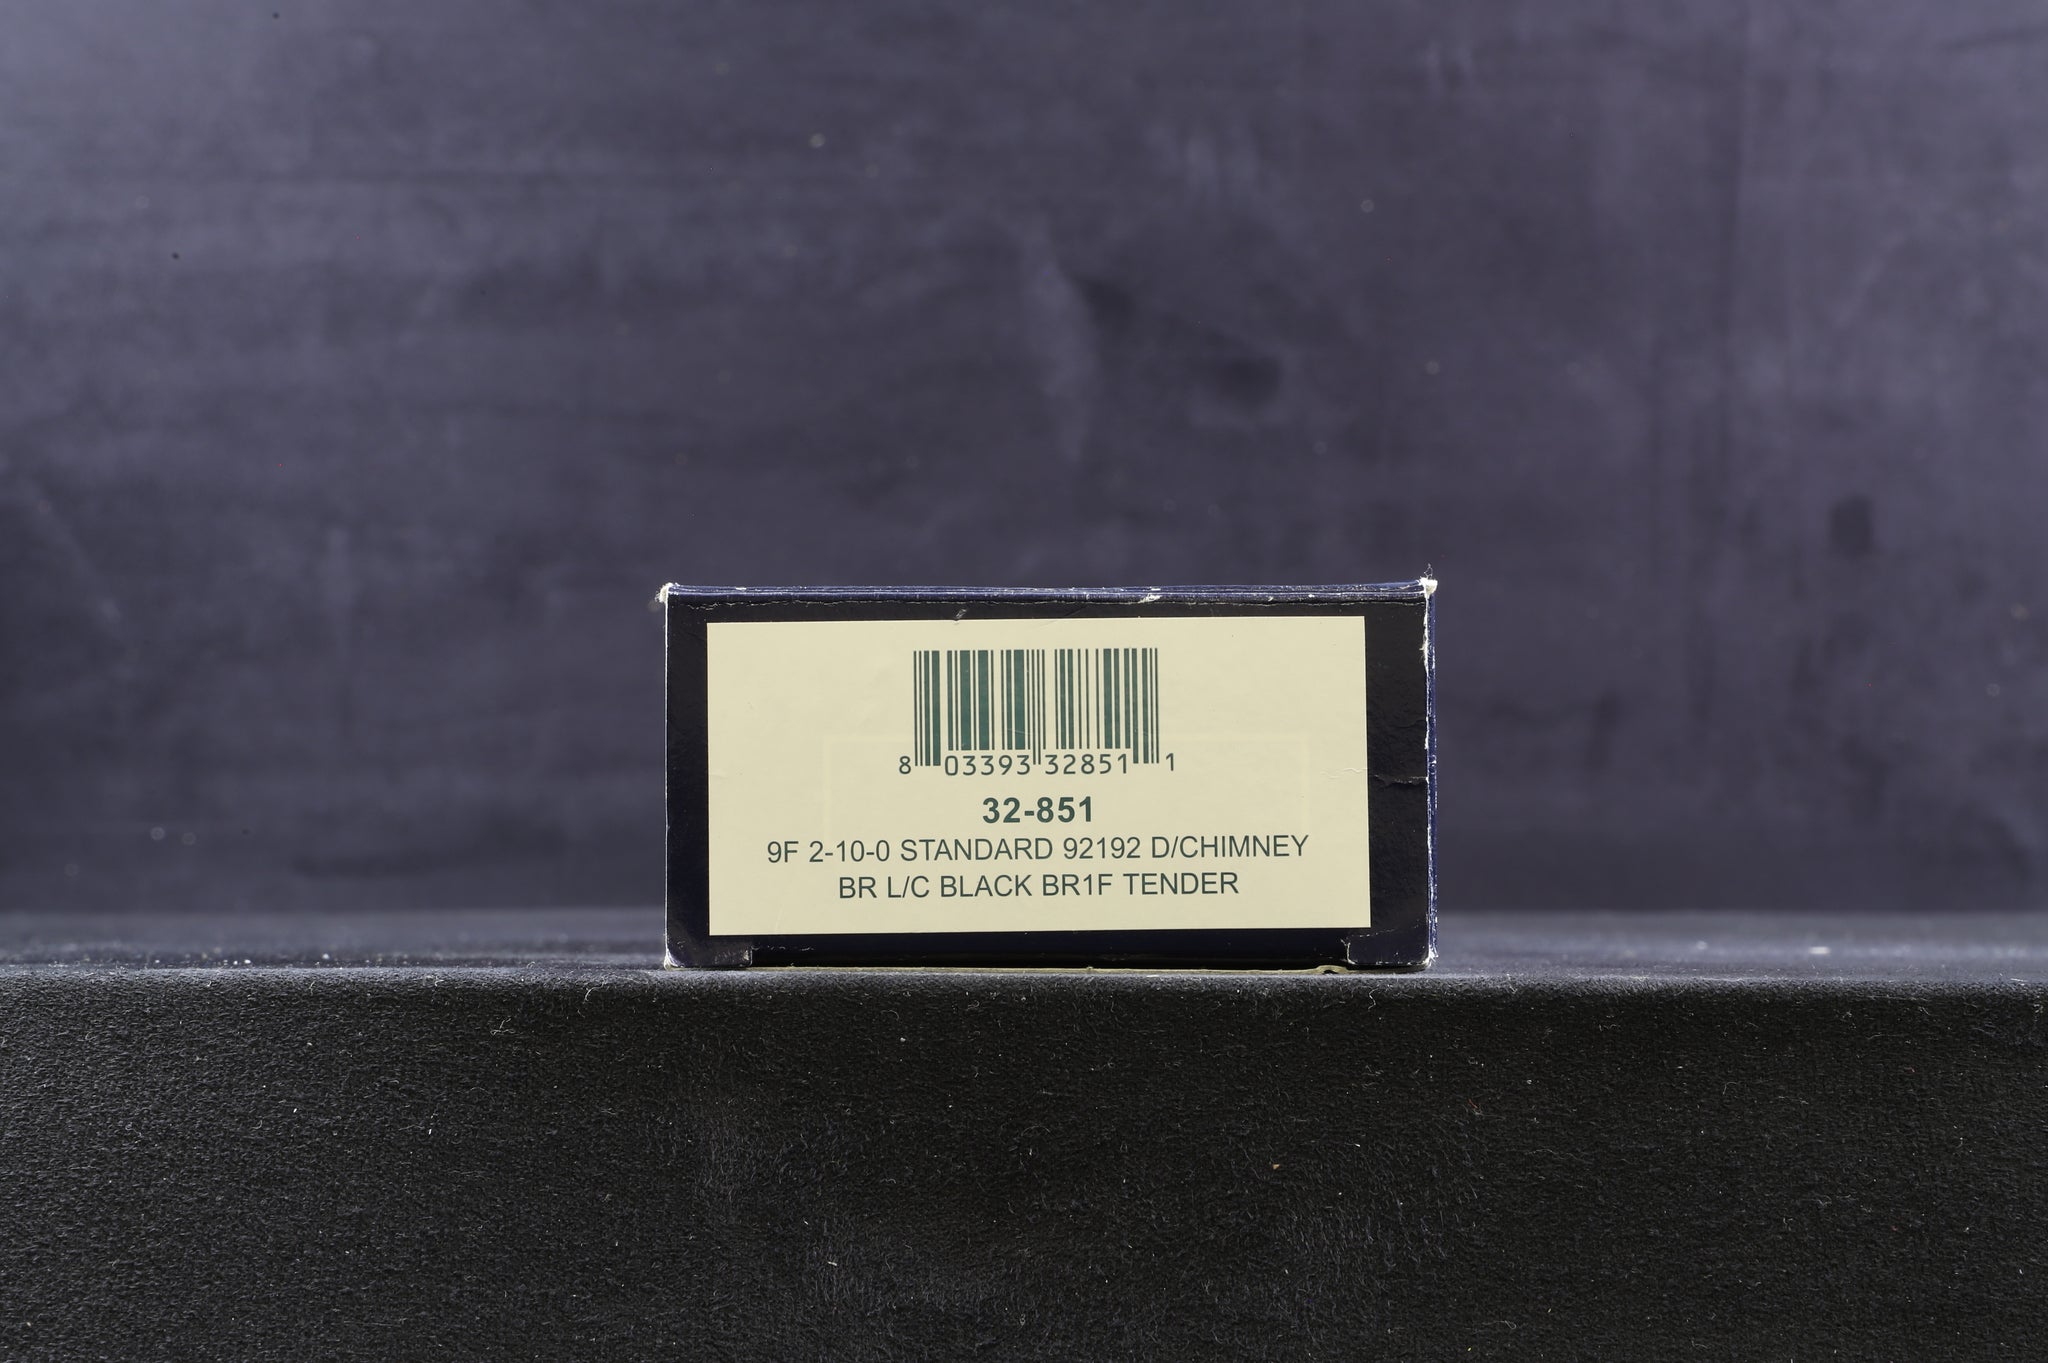 8 03393 32851 1
32-851
9F 2-10-0 STANDARD 92192 D/CHIMNEY
BR L/C BLACK BR1F TENDER